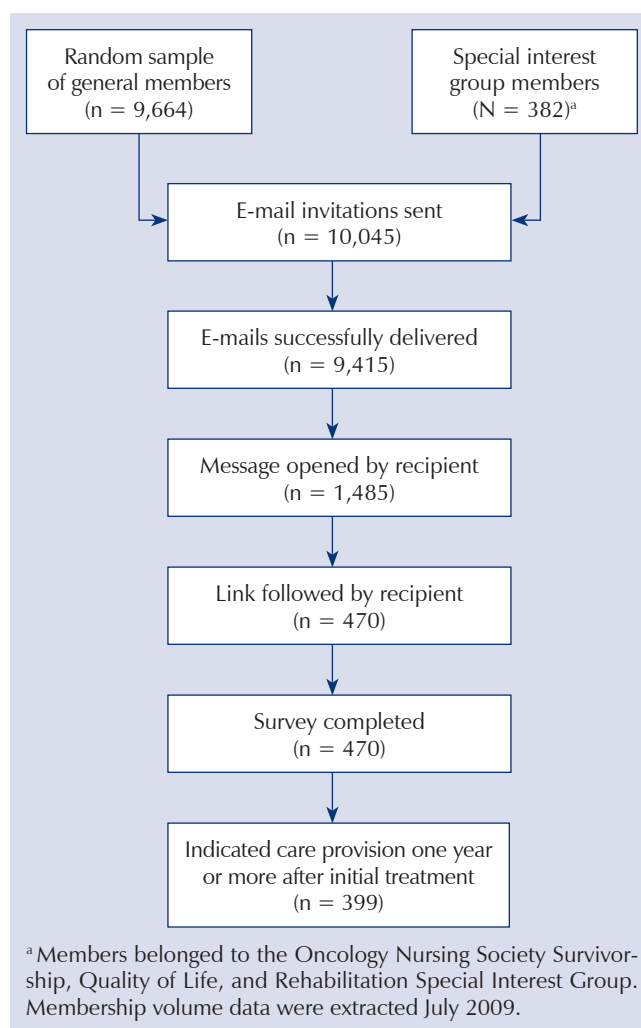 Random sample
of general members
(n = 9,664)
Special interest
group members
(N = 382)a
E-mail invitations sent
(n = 10,045)
E-mails successfully delivered
(n = 9,415)
Message opened by recipient
(n = 1,485)
Link followed by recipient
(n = 470)
Survey completed
(n = 470)
Indicated care provision one year
or more after initial treatment
(n = 399)
a Members belonged to the Oncology Nursing Society Survivor-
ship, Quality of Life, and Rehabilitation Special Interest Group.
Membership volume data were extracted July 2009.